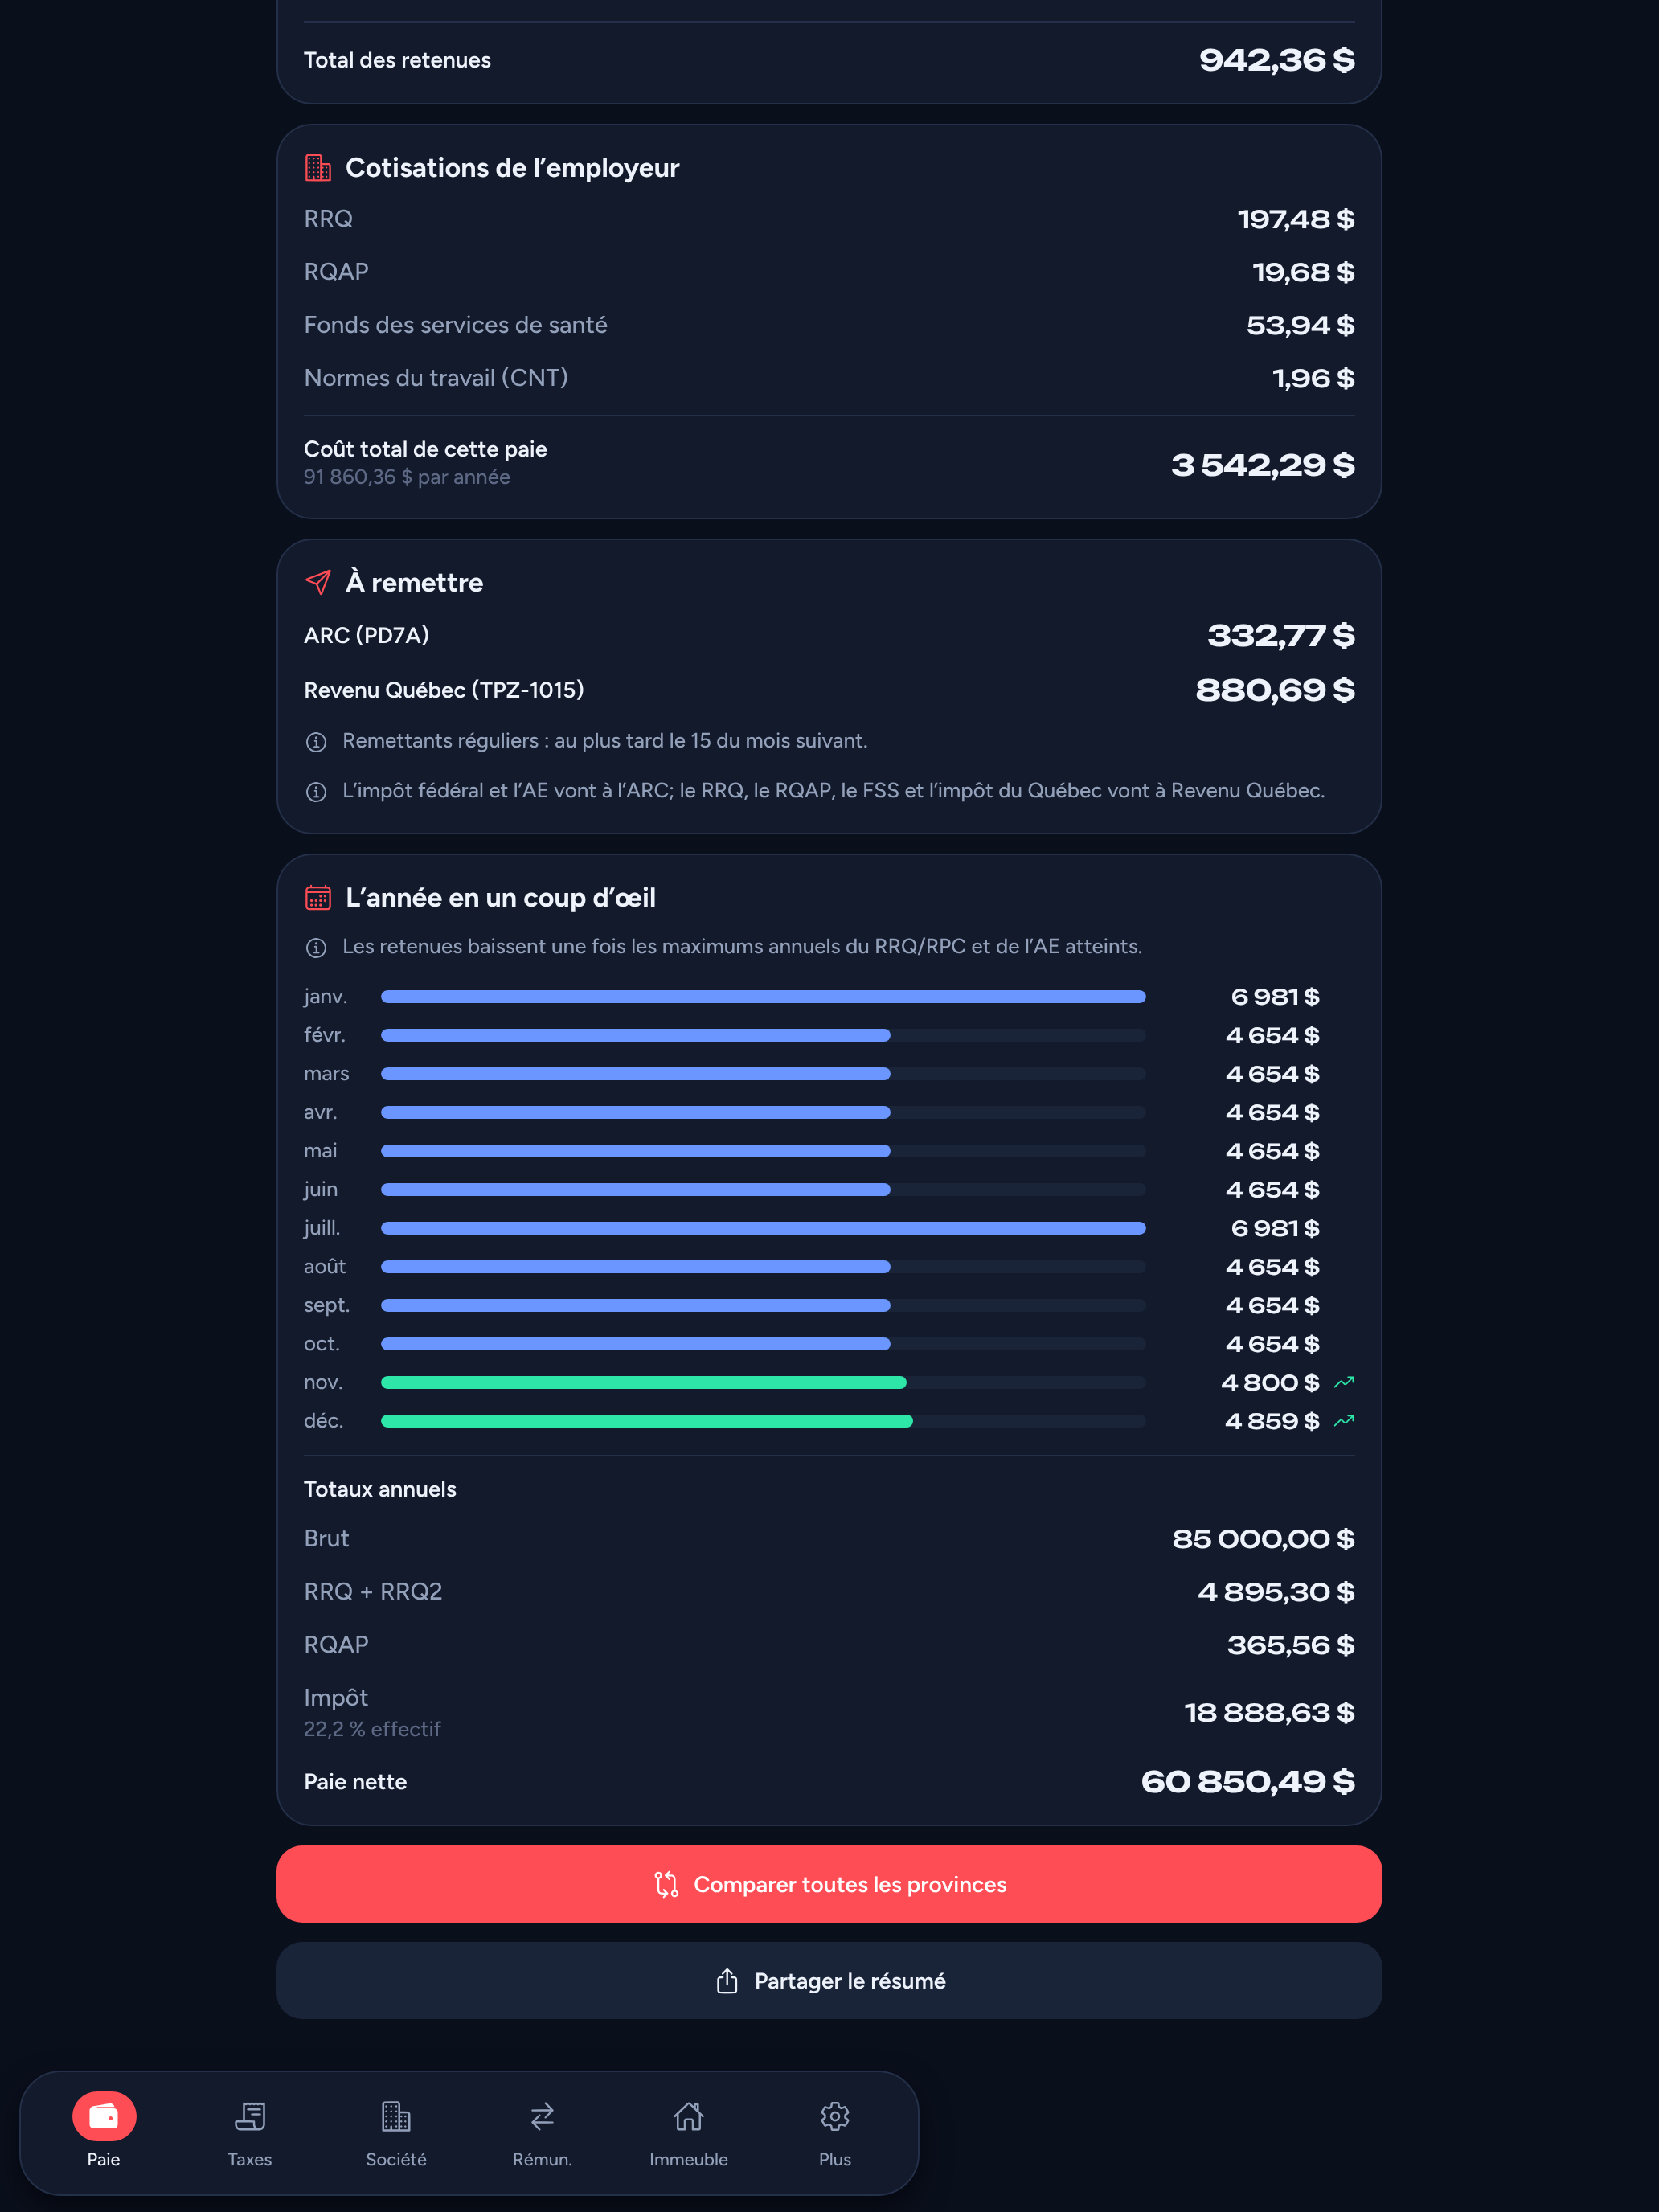 Total des retenues 942,36 $
Cotisations de l’employeur
RRQ 197,48 $
RQAP 19,68 $
Fonds des services de santé 53,94 $
Normes du travail (CNT) 1,96 $
Coût total de cette paie 3 542,29 $
91 860,36 $ par année
À remettre
ARC (PD7A) 332,77 $
Revenu Québec (TPZ-1015) 880,69 $
Remettants réguliers : au plus tard le 15 du mois suivant.
L’impôt fédéral et l’AE vont à l’ARC; le RRQ, le RQAP, le FSS et l’impôt du Québec vont à Revenu Québec.
L’année en un coup d’œil
Les retenues baissent une fois les maximums annuels du RRQ/RPC et de l’AE atteints.
janv. 6 981 $
févr. 4 654 $
mars 4 654 $
avr. 4 654 $
mai 4 654 $
juin 4 654 $
juill. 6 981 $
août 4 654 $
sept. 4 654 $
oct. 4 654 $
nov. 4 800 $
déc. 4 859 $
Totaux annuels
Brut 85 000,00 $
RRQ + RRQ2 4 895,30 $
RQAP 365,56 $
Impôt 18 888,63 $
22,2 % effectif
Paie nette 60 850,49 $
Comparer toutes les provinces
Partager le résumé
Paie Taxes Société Rémun. Immeuble Plus